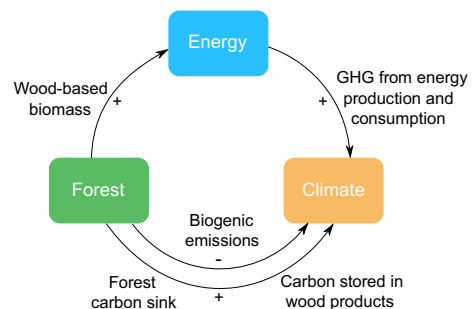 Energy
Wood-based
biomass
+
GHG from energy
production and
consumption
+
Forest
Climate
Biogenic
emissions
-
Forest
carbon sink
+
Carbon stored in
wood products